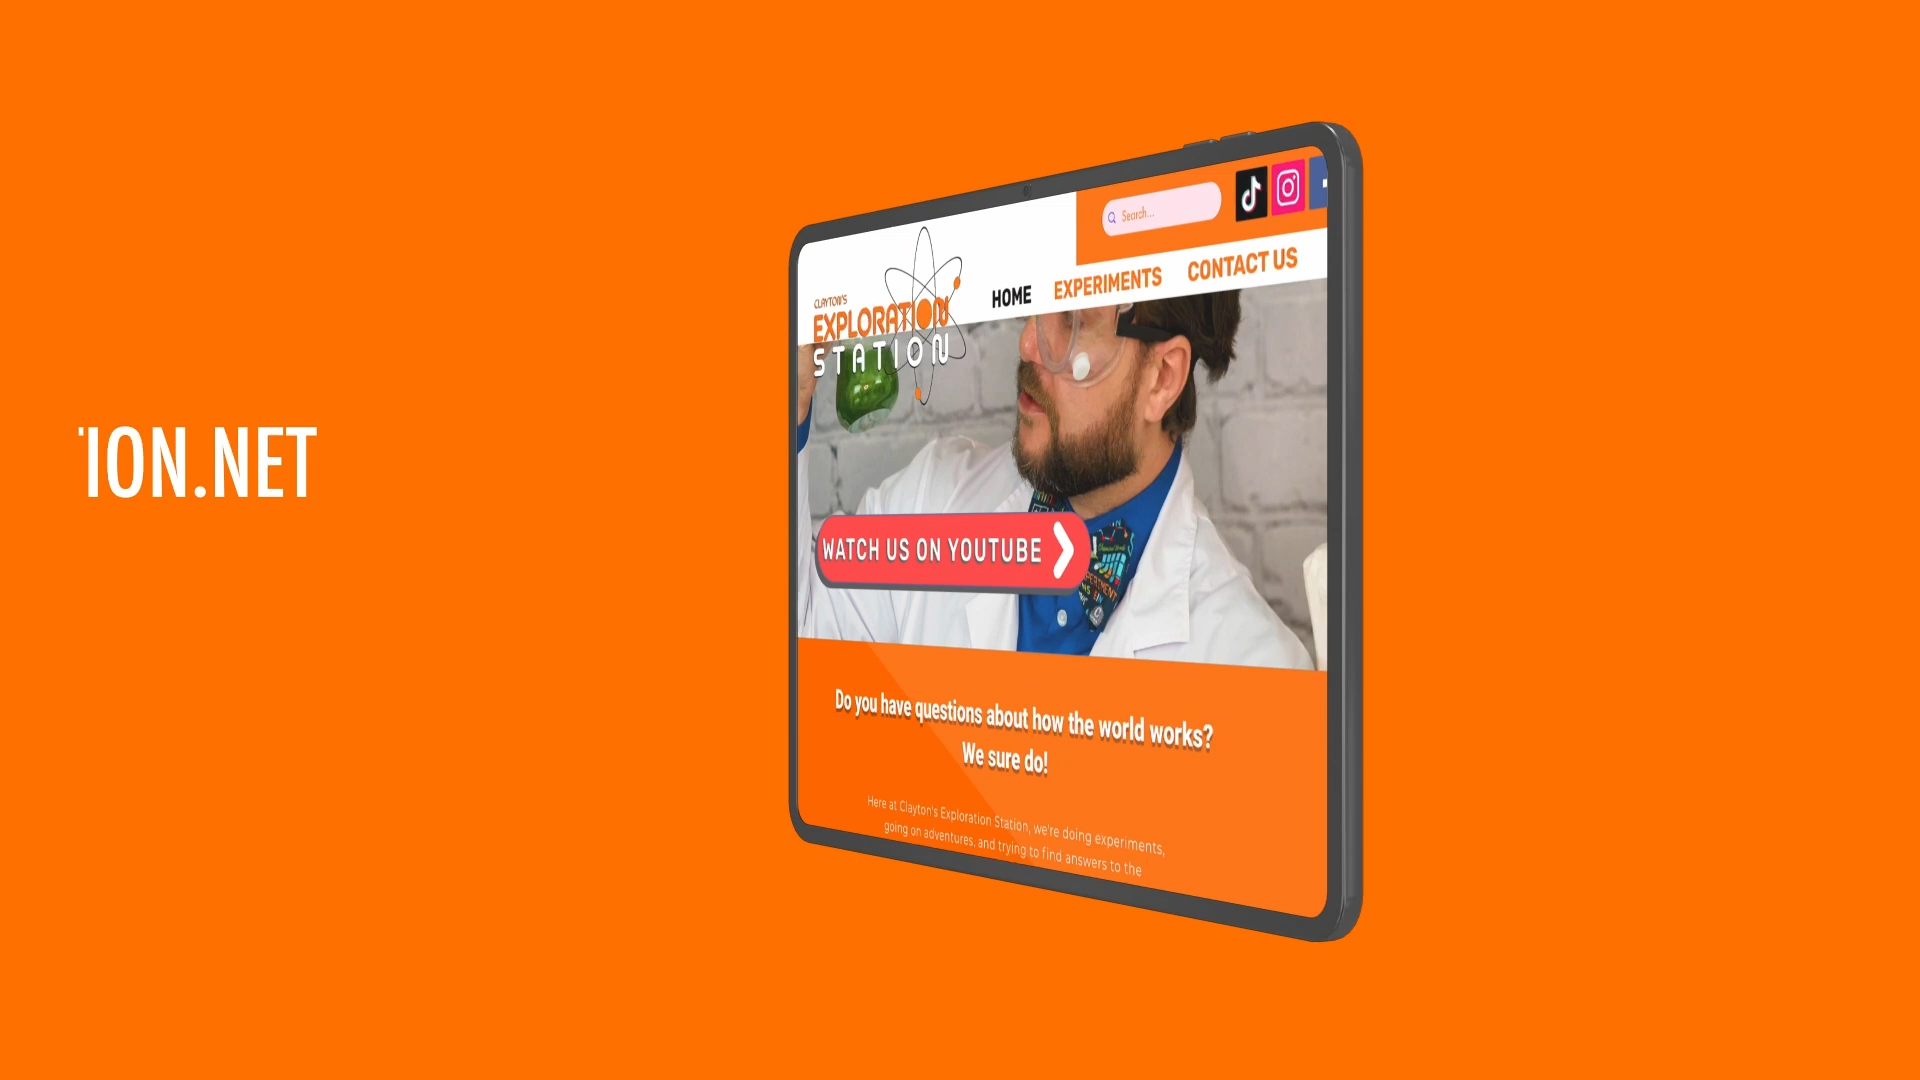 ION.NET
Search...
CLAYTON'S
EXPLORATION
STATION
HOME EXPERIMENTS CONTACT US
WATCH US ON YOUTUBE
EXPERIMENT
Do you have questions about how the world works?
We sure do!
Here at Clayton's Exploration Station, we're doing experiments,
going on adventures, and trying to find answers to the